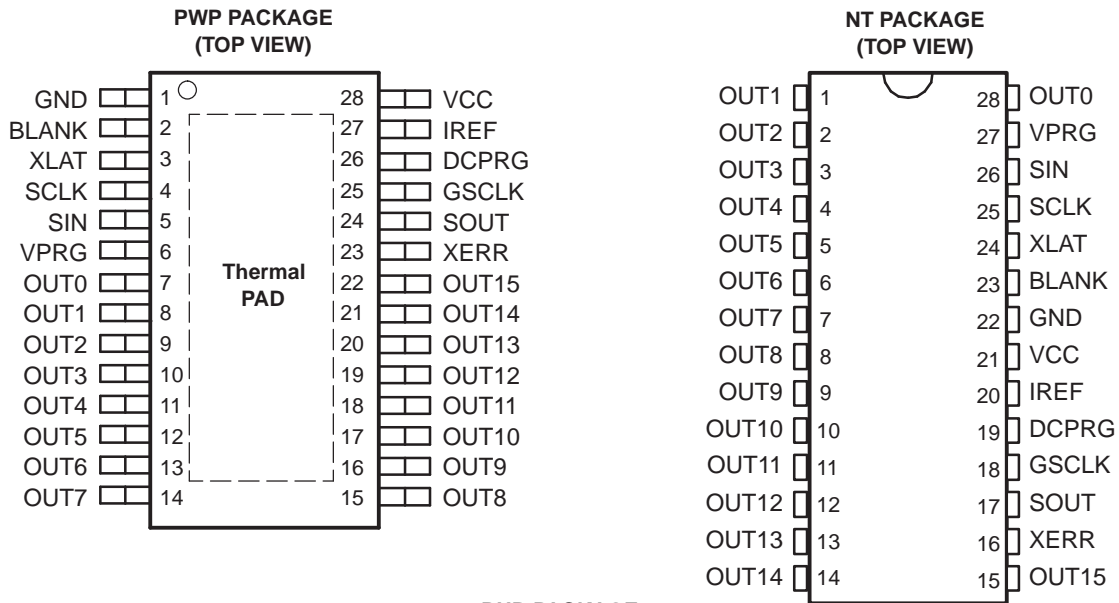 PWP PACKAGE
(TOP VIEW)
GND 1 28 VCC
BLANK 2 27 IREF
XLAT 3 26 DCPRG
SCLK 4 25 GSCLK
SIN 5 24 SOUT
VPRG 6 23 XERR
OUT0 7 22 OUT15
OUT1 8 21 OUT14
OUT2 9 20 OUT13
OUT3 10 19 OUT12
OUT4 11 18 OUT11
OUT5 12 17 OUT10
OUT6 13 16 OUT9
OUT7 14 15 OUT8
Thermal
PAD
NT PACKAGE
(TOP VIEW)
OUT1 1 28 OUT0
OUT2 2 27 VPRG
OUT3 3 26 SIN
OUT4 4 25 SCLK
OUT5 5 24 XLAT
OUT6 6 23 BLANK
OUT7 7 22 GND
OUT8 8 21 VCC
OUT9 9 20 IREF
OUT10 10 19 DCPRG
OUT11 11 18 GSCLK
OUT12 12 17 SOUT
OUT13 13 16 XERR
OUT14 14 15 OUT15